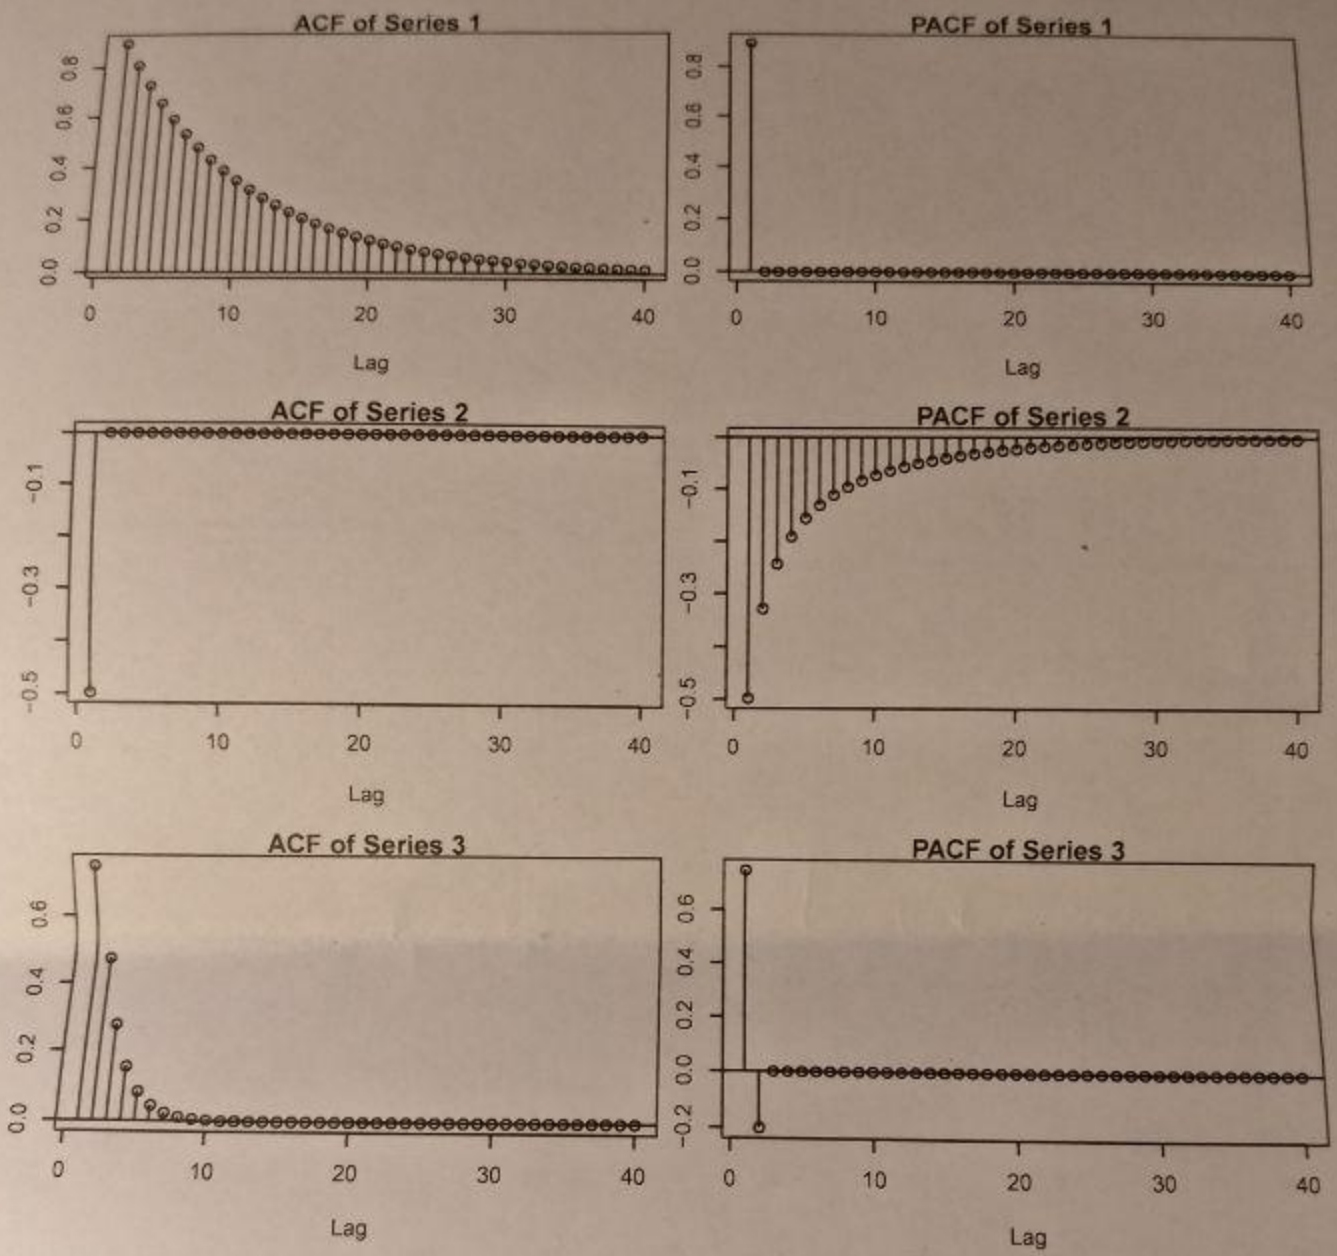 ACF of Series 1
0.8
0.6
0.4
0.2
0.0
0 10 20 30 40
Lag
PACF of Series 1
0.8
0.6
0.4
0.2
0.0
0 10 20 30 40
Lag
ACF of Series 2
−0.1
−0.3
−0.5
0 10 20 30 40
Lag
PACF of Series 2
−0.1
−0.3
−0.5
0 10 20 30 40
Lag
ACF of Series 3
0.6
0.4
0.2
0.0
0 10 20 30 40
Lag
PACF of Series 3
0.6
0.4
0.2
0.0
−0.2
0 10 20 30 40
Lag